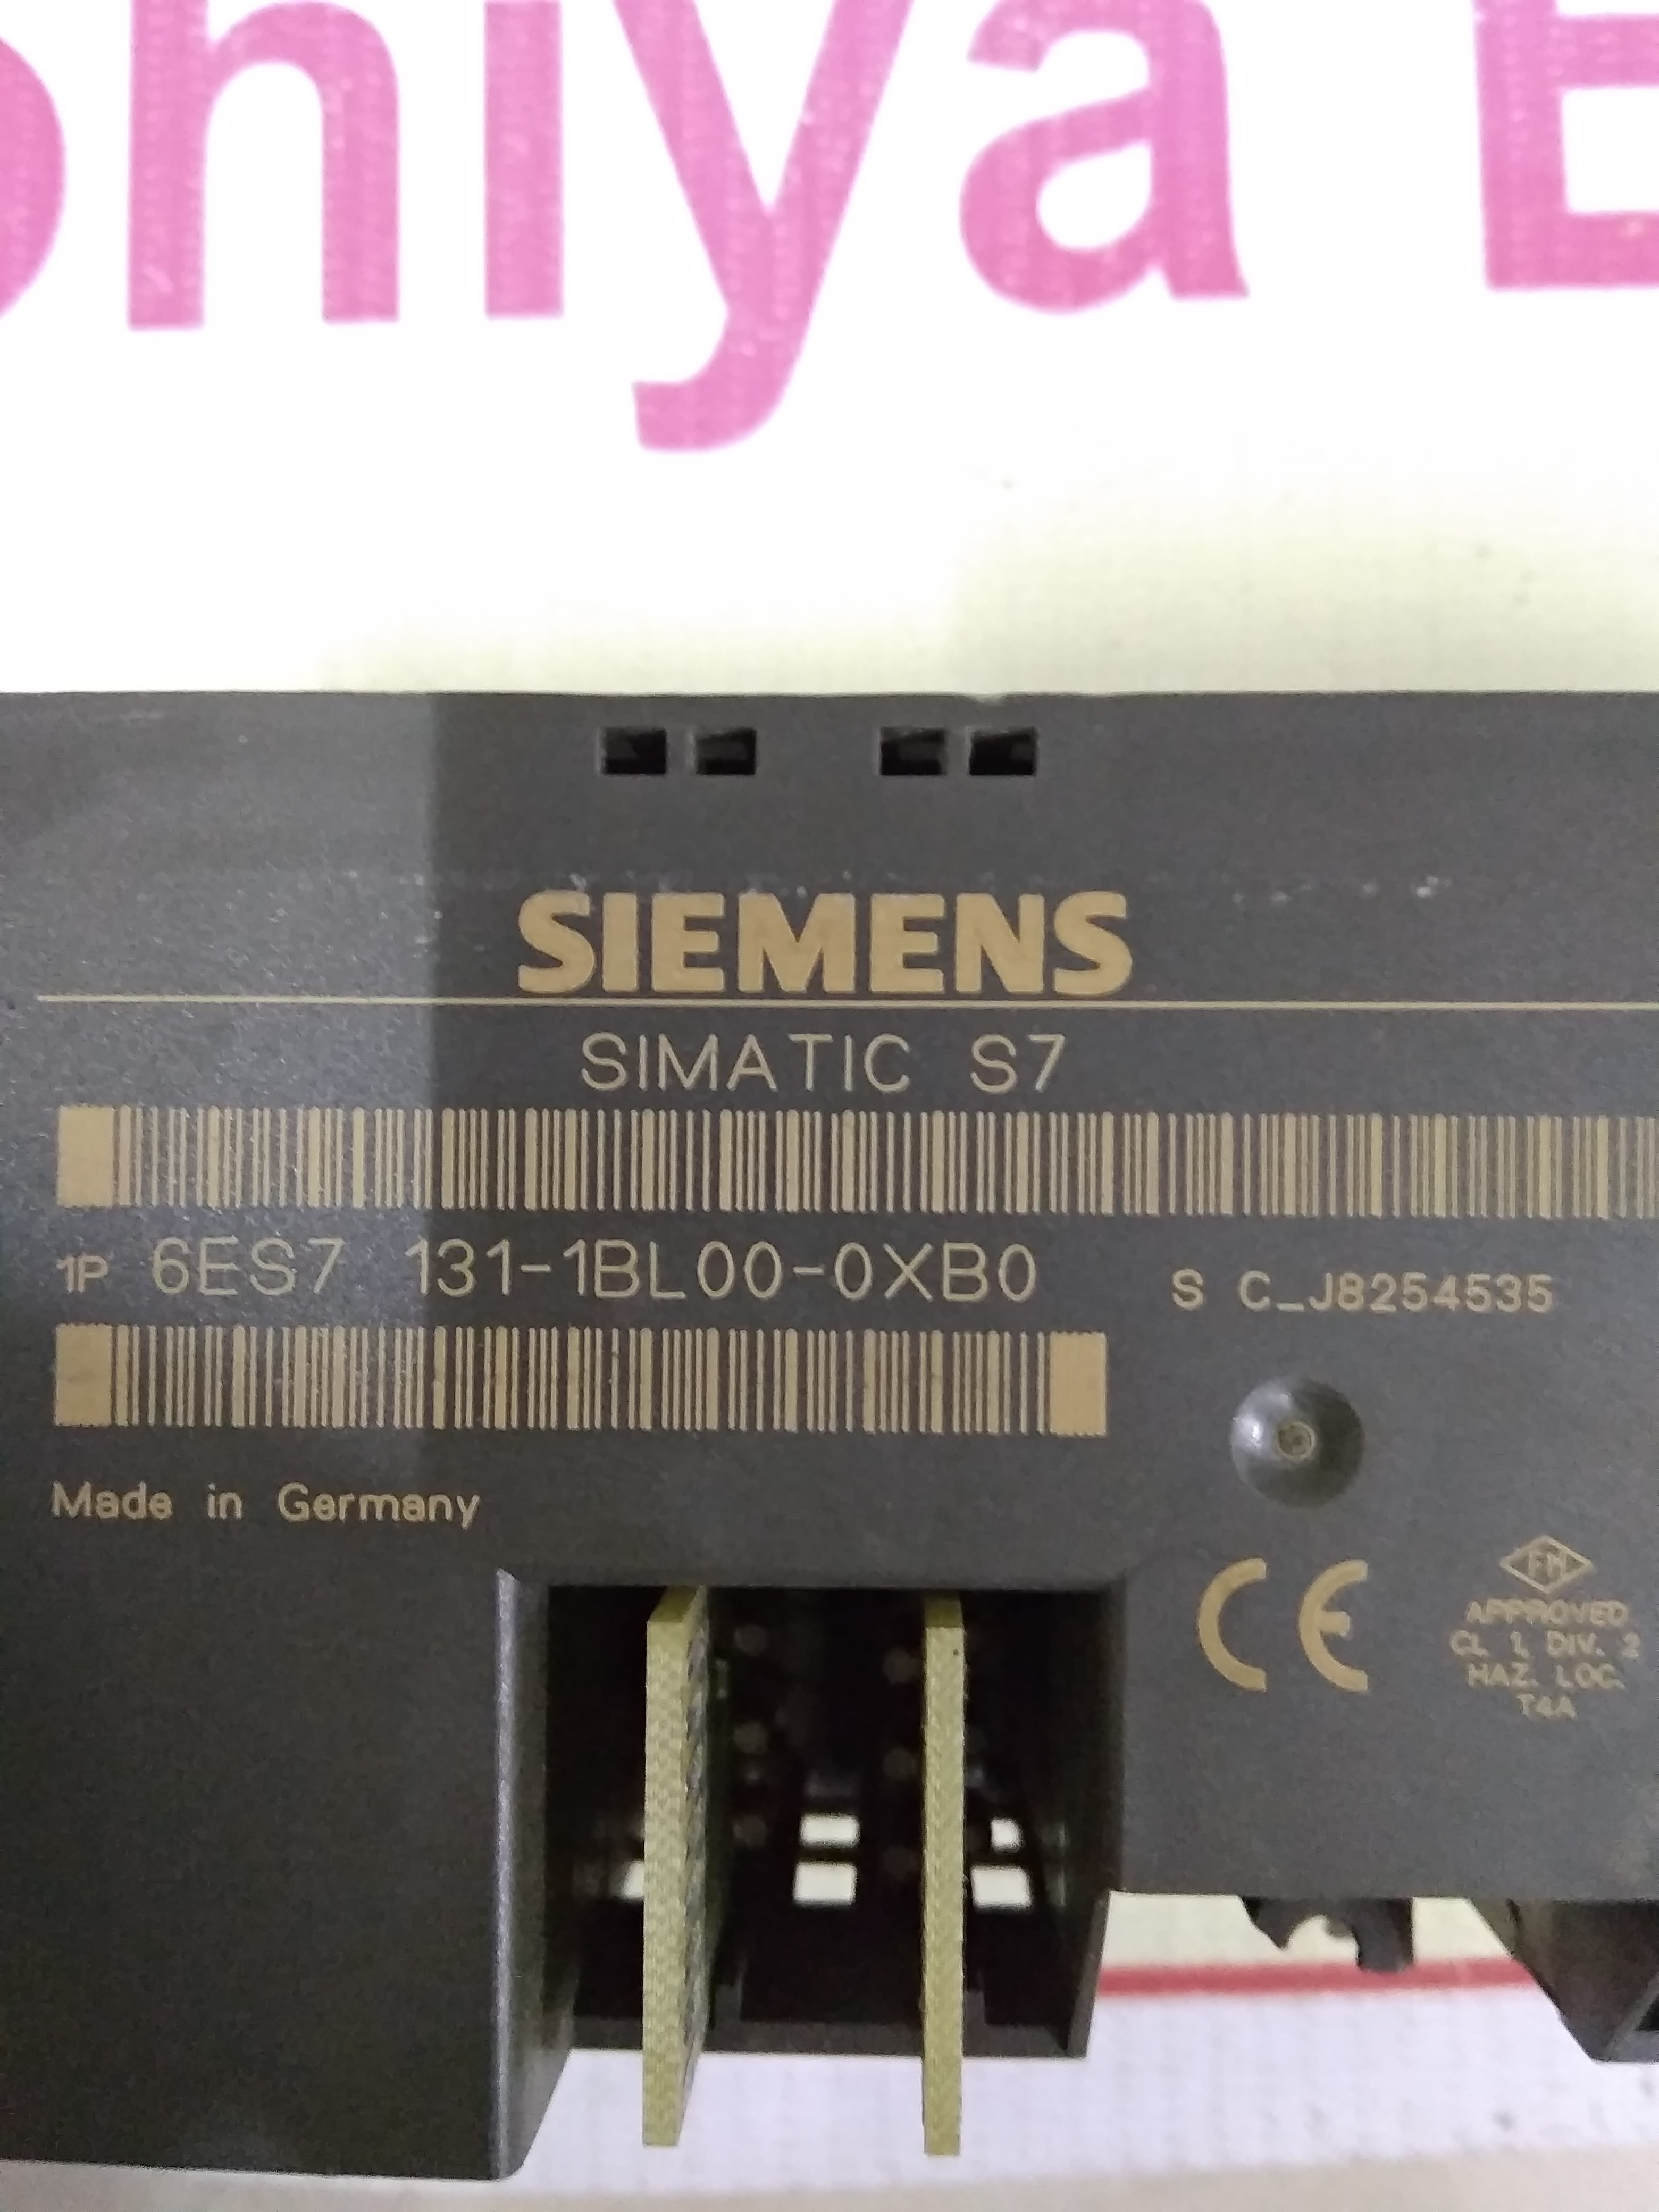 hiya E
SIEMENS
SIMATIC S7
1P 6ES7 131-1BL00-0XB0 S C_J8254535
Made in Germany
CE
FM
APPROVED
CL 1, DIV. 2
HAZ. LOC.
T4A